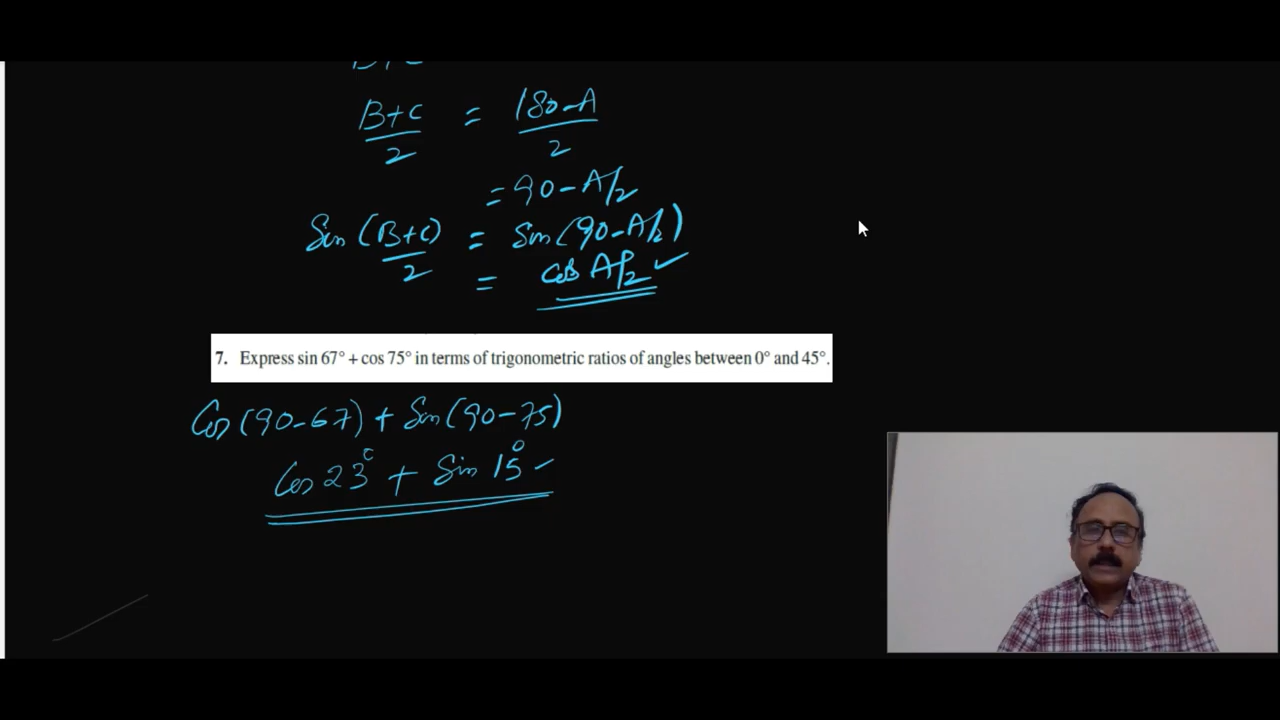 B+C
B+C/2 = 180-A/2
= 90-A/2
Sin (B+C)/2 = Sin (90-A/2)
= cos A/2 ✓
7. Express sin 67° + cos 75° in terms of trigonometric ratios of angles between 0° and 45°.
Cos (90-67) + Sin (90-75)
Cos 23° + Sin 15°